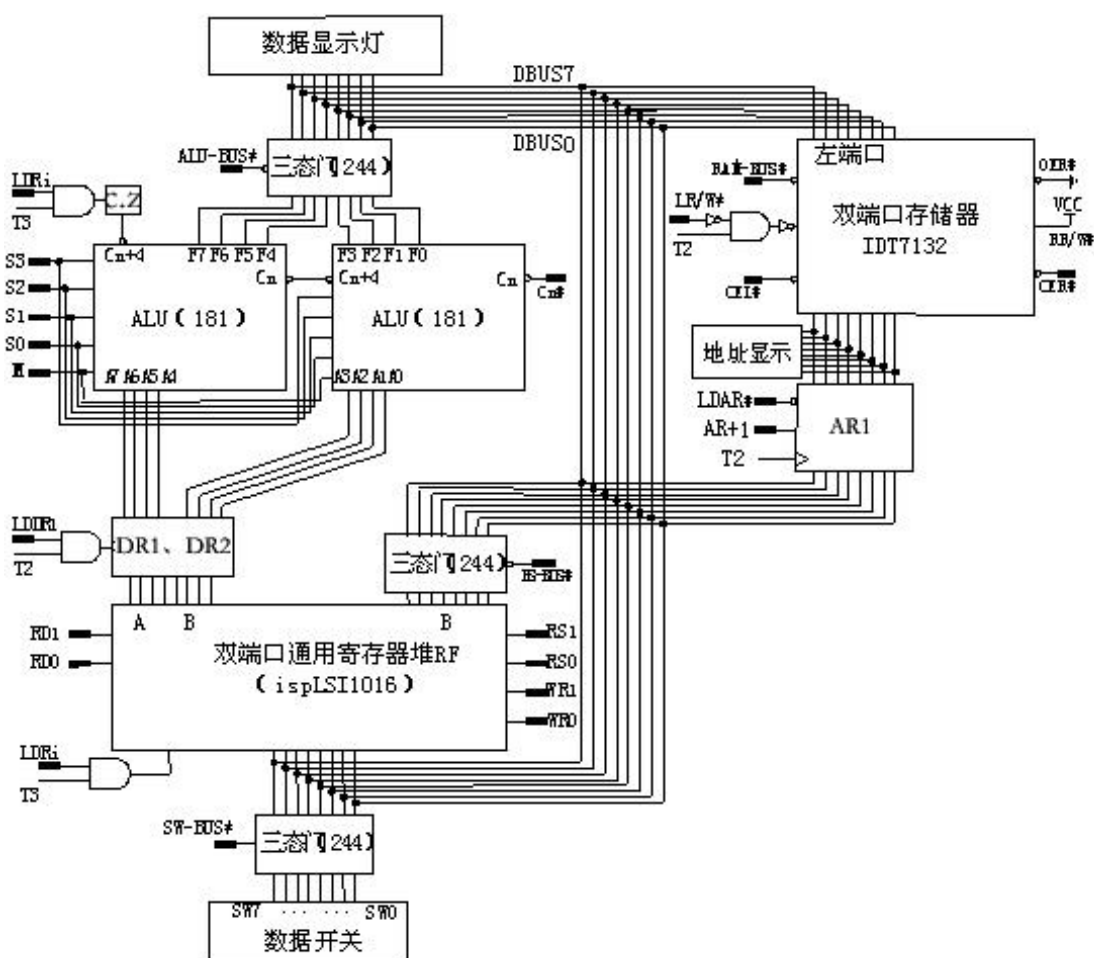 数据显示灯
DBUS7
DBUS0
ALU-BUS#
三态门(244)
LDRi
T3
C.Z
左端口
OER#
VCC
RR/W#
LR/W#
T2
双端口存储器
IDT7132
CER#
S3
S2
S1
S0
M
Cn+4
F7 F6 F5 F4
Cn
ALU(181)
A7 A6 A5 A4
F3 F2 F1 F0
Cn+4
Cn
Cn#
ALU(181)
A3 A2 A1 A0
地址显示
LDAR#
AR+1
T2
AR1
LDDR1
T2
DR1、DR2
三态门(244)
RS-BUS#
A
B
B
RD1
RD0
双端口通用寄存器堆RF
(ispLSI1016)
RS1
RS0
WR1
WR0
LDRi
T3
SW-BUS#
三态门(244)
SW7 ... ... SW0
数据开关